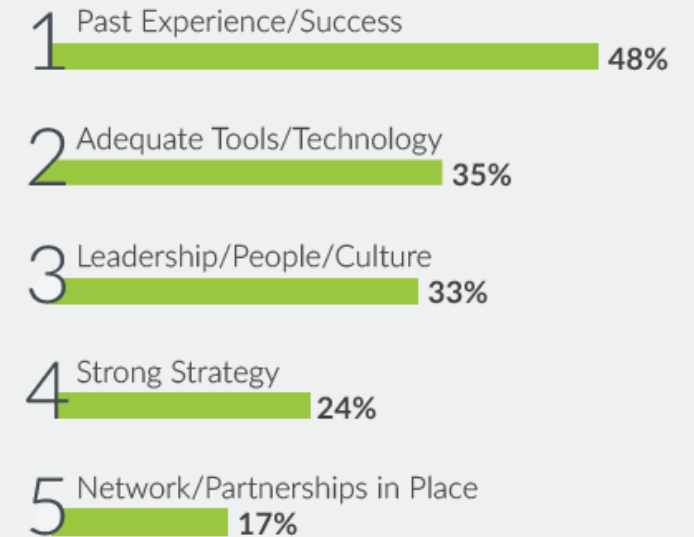 1 Past Experience/Success
48%
2 Adequate Tools/Technology
35%
3 Leadership/People/Culture
33%
4 Strong Strategy
24%
5 Network/Partnerships in Place
17%